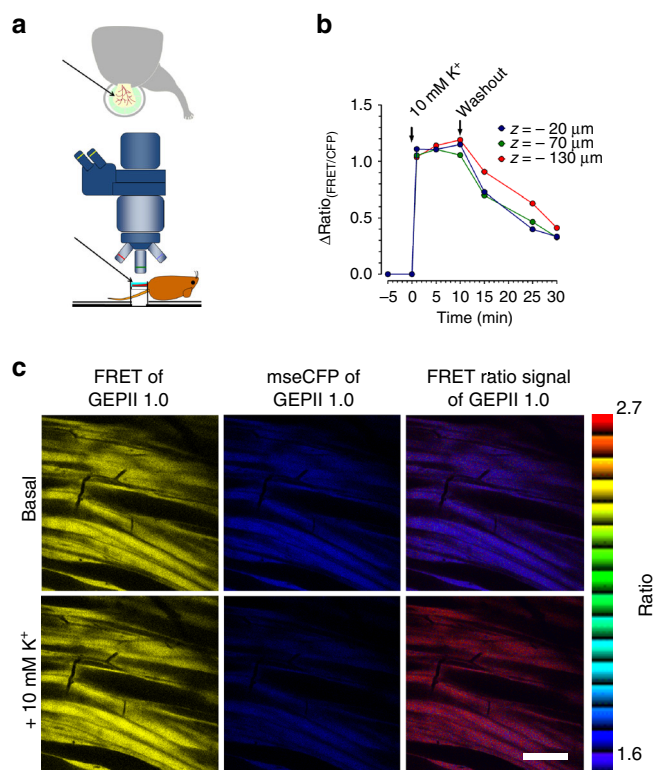 a
b
10 mM K⁺
Washout
z = – 20 µm
z = – 70 µm
z = – 130 µm
ΔRatio(FRET/CFP)
1.5
1.0
0.5
0.0
–5 0 5 10 15 20 25 30
Time (min)
c
FRET of
GEPII 1.0
mseCFP of
GEPII 1.0
FRET ratio signal
of GEPII 1.0
Basal
+ 10 mM K⁺
2.7
Ratio
1.6